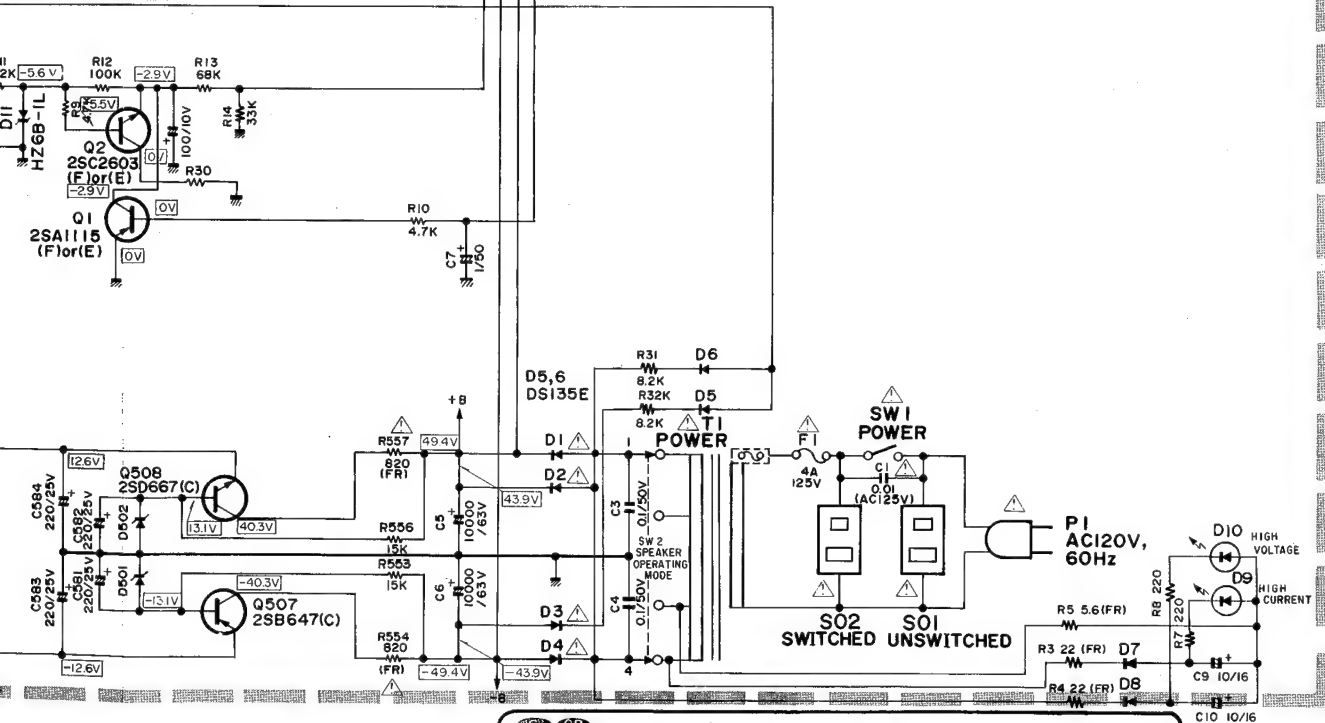 -5.6 V
R12
100K
-2.9V
R13
68K
D11
HZ6B-1L
R9
4.7K
Q2
2SC2603
(F)or(E)
0V
100/10V
R14
33K
R30
-2.9V
Q1
2SA1115
(F)or(E)
0V
0V
R10
4.7K
C7
1/50
+
D5,6
DS135E
R31
8.2K
D6
R32K
8.2K
D5
+B
49.4V
R557
820
(FR)
D1
D2
43.9V
T1
POWER
1
F1
4A
125V
SW1
POWER
C1
0.01
(AC125V)
12.6V
Q508
2SD667(C)
C584
220/25V
C582
220/25V
D502
13.1V
40.3V
R556
15K
C5
10000
/63V
C3
0.1/50V
SW2
SPEAKER
OPERATING
MODE
P1
AC120V,
60Hz
D10
HIGH
VOLTAGE
D9
HIGH
CURRENT
C583
220/25V
C581
220/25V
D501
-13.1V
-40.3V
R553
15K
Q507
2SB647(C)
C6
10000
/63V
C4
0.1/50V
D3
D4
R554
820
(FR)
-12.6V
-49.4V
-43.9V
-B
4
SO2
SWITCHED
SO1
UNSWITCHED
R8 220
R7 220
R5 5.6(FR)
R3 22 (FR)
D7
R4 22 (FR)
D8
C9 10/16
C10 10/16